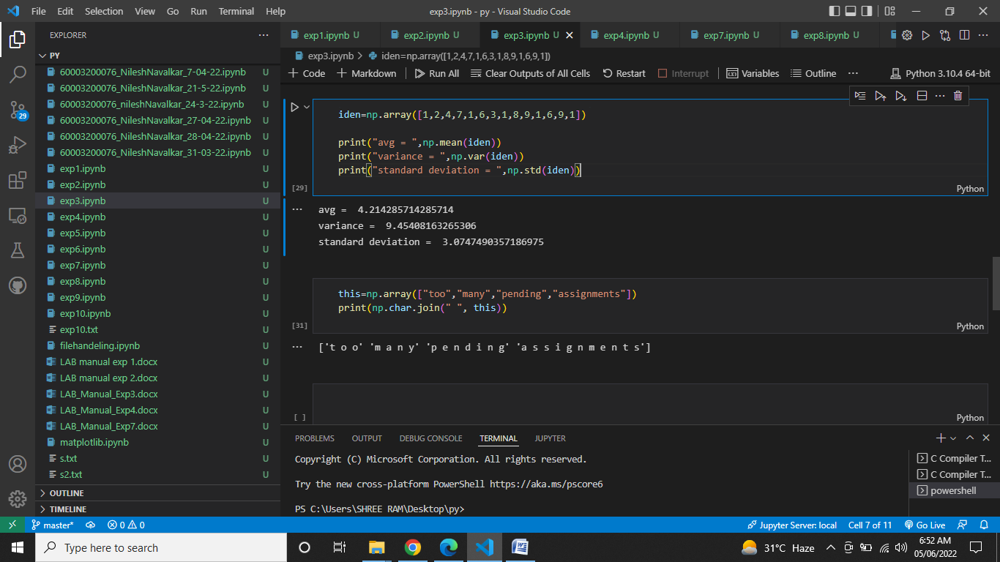 File Edit Selection View Go Run Terminal Help
exp3.ipynb - py - Visual Studio Code
EXPLORER
PY
60003200076_NileshNavalkar_7-04-22.ipynb U
60003200076_NileshNavalkar_21-5-22.ipynb U
60003200076_nileshNavalkar_24-3-22.ipynb U
60003200076_NileshNavalkar_27-04-22.ipynb U
60003200076_NileshNavalkar_28-04-22.ipynb U
60003200076_NileshNavalkar_31-03-22.ipynb U
exp1.ipynb U
exp2.ipynb U
exp3.ipynb U
exp4.ipynb U
exp5.ipynb U
exp6.ipynb U
exp7.ipynb U
exp8.ipynb U
exp9.ipynb U
exp10.ipynb U
exp10.txt U
filehandeling.ipynb U
LAB manual exp 1.docx U
LAB manual exp 2.docx U
LAB_Manual_Exp3.docx U
LAB_Manual_Exp4.docx U
LAB_Manual_Exp7.docx U
matplotlib.ipynb U
s.txt U
s2.txt U
OUTLINE
TIMELINE
29
exp1.ipynb U exp2.ipynb U exp3.ipynb U exp4.ipynb U exp7.ipynb U exp8.ipynb U
exp3.ipynb > iden=np.array([1,2,4,7,1,6,3,1,8,9,1,6,9,1])
+ Code + Markdown Run All Clear Outputs of All Cells Restart Interrupt Variables Outline ... Python 3.10.4 64-bit
iden=np.array([1,2,4,7,1,6,3,1,8,9,1,6,9,1])
print("avg = ",np.mean(iden))
print("variance = ",np.var(iden))
print("standard deviation = ",np.std(iden))
[29] Python
avg =  4.214285714285714
variance =  9.45408163265306
standard deviation =  3.0747490357186975
this=np.array(["too","many","pending","assignments"])
print(np.char.join(" ", this))
[31] Python
['t o o' 'm a n y' 'p e n d i n g' 'a s s i g n m e n t s']
[ ] Python
PROBLEMS OUTPUT DEBUG CONSOLE TERMINAL JUPYTER
Copyright (C) Microsoft Corporation. All rights reserved.
Try the new cross-platform PowerShell https://aka.ms/pscore6
PS C:\Users\SHREE RAM\Desktop\py>
C Compiler T...
C Compiler T...
powershell
master* 0 0 Jupyter Server: local Cell 7 of 11 Go Live
Type here to search
31°C Haze
6:52 AM
05/06/2022